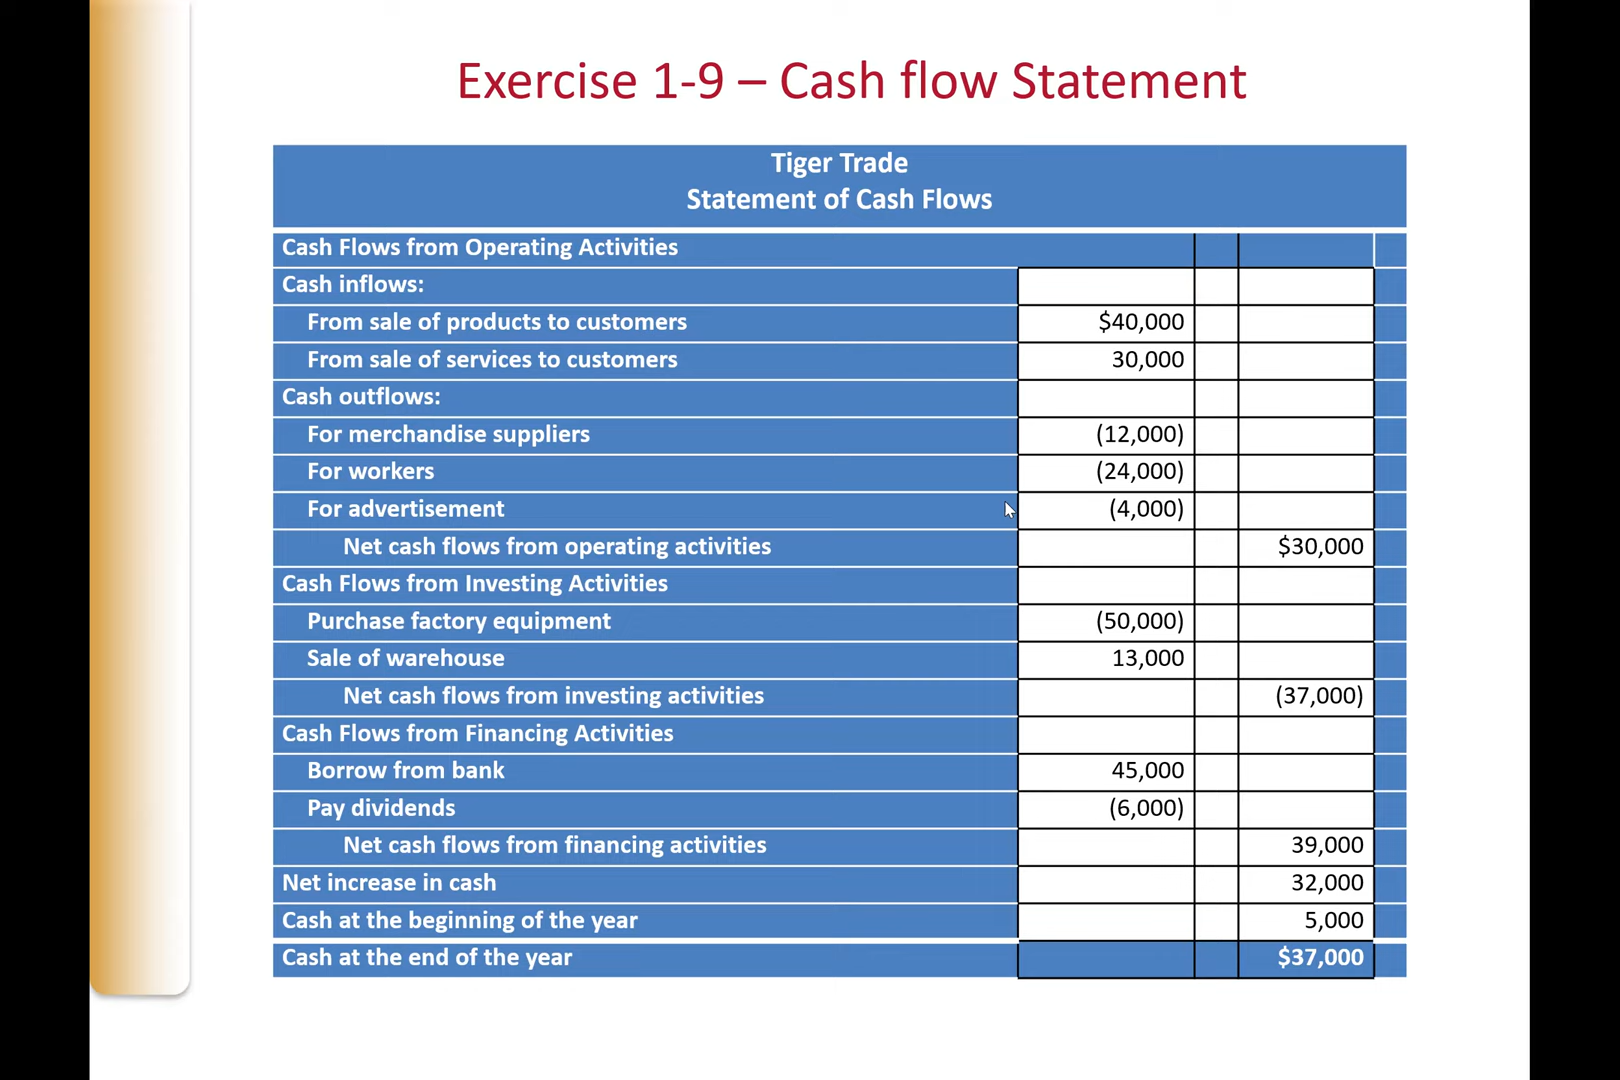 Exercise 1-9 – Cash flow Statement
Tiger Trade
Statement of Cash Flows
Cash Flows from Operating Activities
Cash inflows:
From sale of products to customers $40,000
From sale of services to customers 30,000
Cash outflows:
For merchandise suppliers (12,000)
For workers (24,000)
For advertisement (4,000)
Net cash flows from operating activities $30,000
Cash Flows from Investing Activities
Purchase factory equipment (50,000)
Sale of warehouse 13,000
Net cash flows from investing activities (37,000)
Cash Flows from Financing Activities
Borrow from bank 45,000
Pay dividends (6,000)
Net cash flows from financing activities 39,000
Net increase in cash 32,000
Cash at the beginning of the year 5,000
Cash at the end of the year $37,000